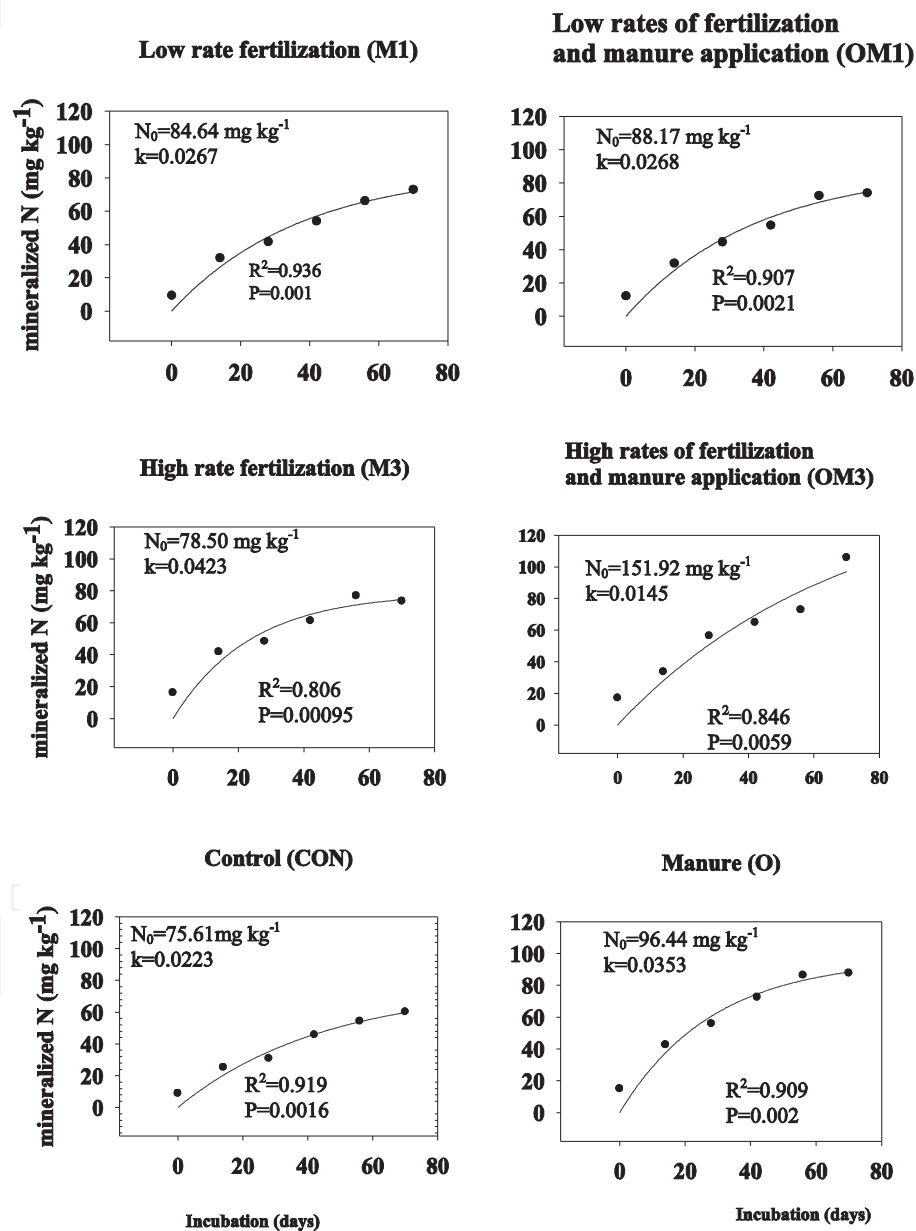 Low rate fertilization (M1)
mineralized N (mg kg⁻¹)
120
100
80
60
40
20
0
N₀=84.64 mg kg⁻¹
k=0.0267
R²=0.936
P=0.001
0 20 40 60 80
Low rates of fertilization
and manure application (OM1)
120
100
80
60
40
20
0
N₀=88.17 mg kg⁻¹
k=0.0268
R²=0.907
P=0.0021
0 20 40 60 80
High rate fertilization (M3)
mineralized N (mg kg⁻¹)
120
100
80
60
40
20
0
N₀=78.50 mg kg⁻¹
k=0.0423
R²=0.806
P=0.00095
0 20 40 60 80
High rates of fertilization
and manure application (OM3)
120
100
80
60
40
20
0
N₀=151.92 mg kg⁻¹
k=0.0145
R²=0.846
P=0.0059
0 20 40 60 80
Control (CON)
mineralized N (mg kg⁻¹)
120
100
80
60
40
20
0
N₀=75.61mg kg⁻¹
k=0.0223
R²=0.919
P=0.0016
0 20 40 60 80
Incubation (days)
Manure (O)
120
100
80
60
40
20
0
N₀=96.44 mg kg⁻¹
k=0.0353
R²=0.909
P=0.002
0 20 40 60 80
Incubation (days)